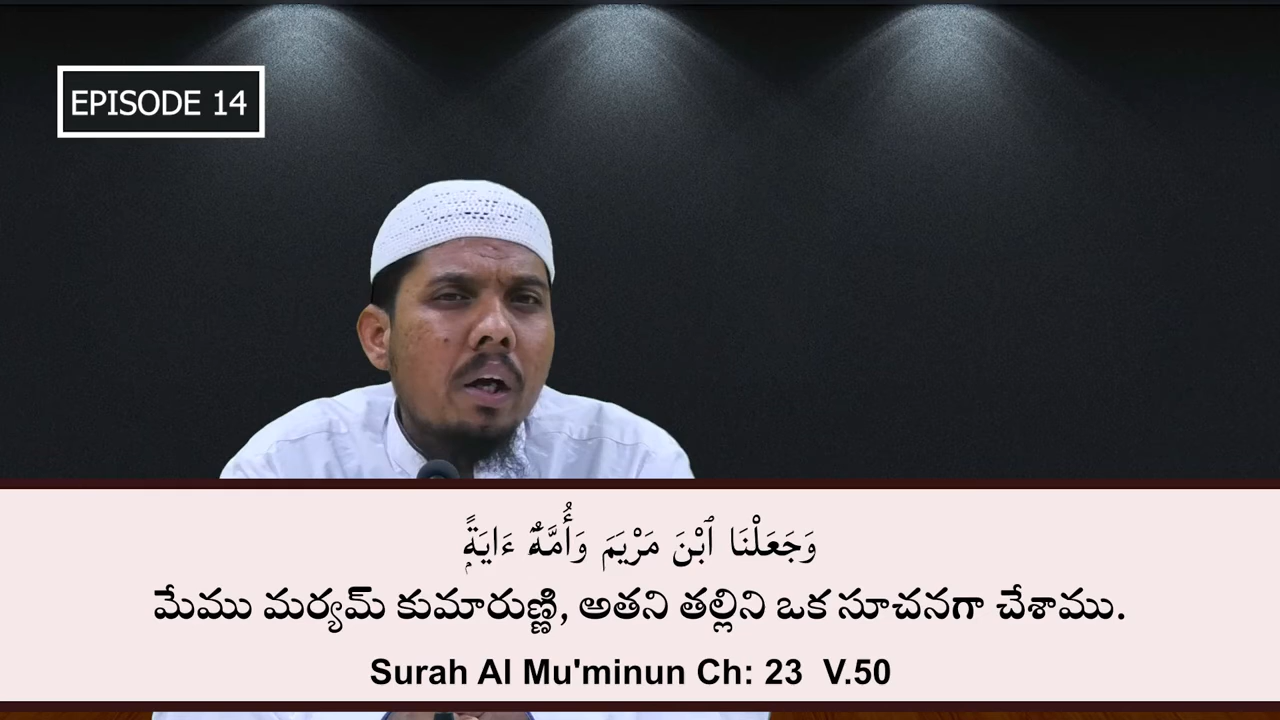 EPISODE 14
وَجَعَلْنَا ٱبْنَ مَرْيَمَ وَأُمَّهُۥٓ ءَايَةًۭ
మేము మర్యమ్ కుమారుణ్ణి, అతని తల్లిని ఒక సూచనగా చేశాము.
Surah Al Mu'minun Ch: 23 V.50